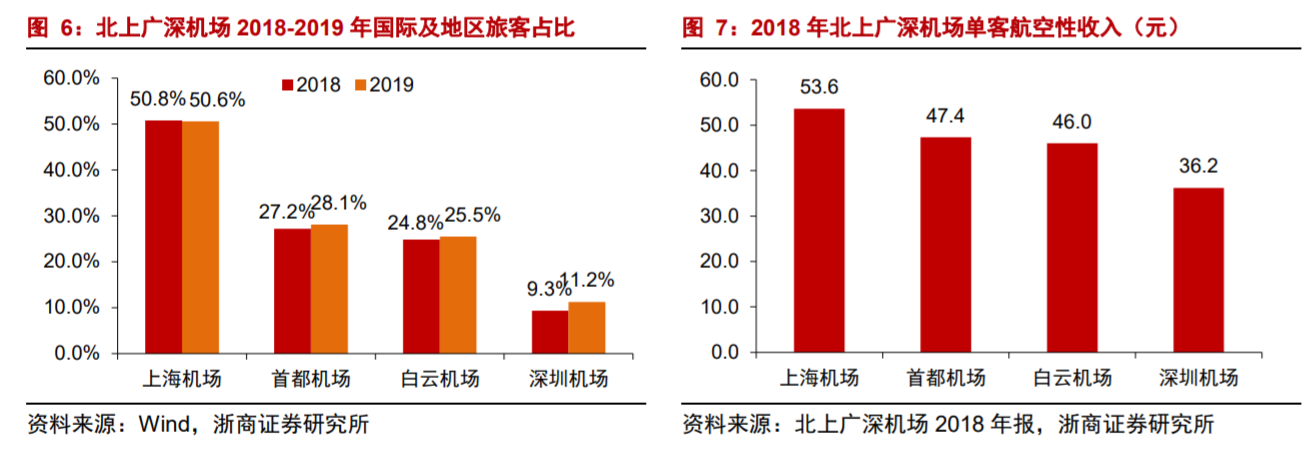 图 6：北上广深机场 2018-2019 年国际及地区旅客占比
60.0%
50.0%
40.0%
30.0%
20.0%
10.0%
0.0%
2018
2019
50.8%
50.6%
27.2%
28.1%
24.8%
25.5%
9.3%
11.2%
上海机场
首都机场
白云机场
深圳机场
资料来源：Wind，浙商证券研究所
图 7：2018 年北上广深机场单客航空性收入（元）
60.0
50.0
40.0
30.0
20.0
10.0
0.0
53.6
47.4
46.0
36.2
上海机场
首都机场
白云机场
深圳机场
资料来源：北上广深机场 2018 年报，浙商证券研究所